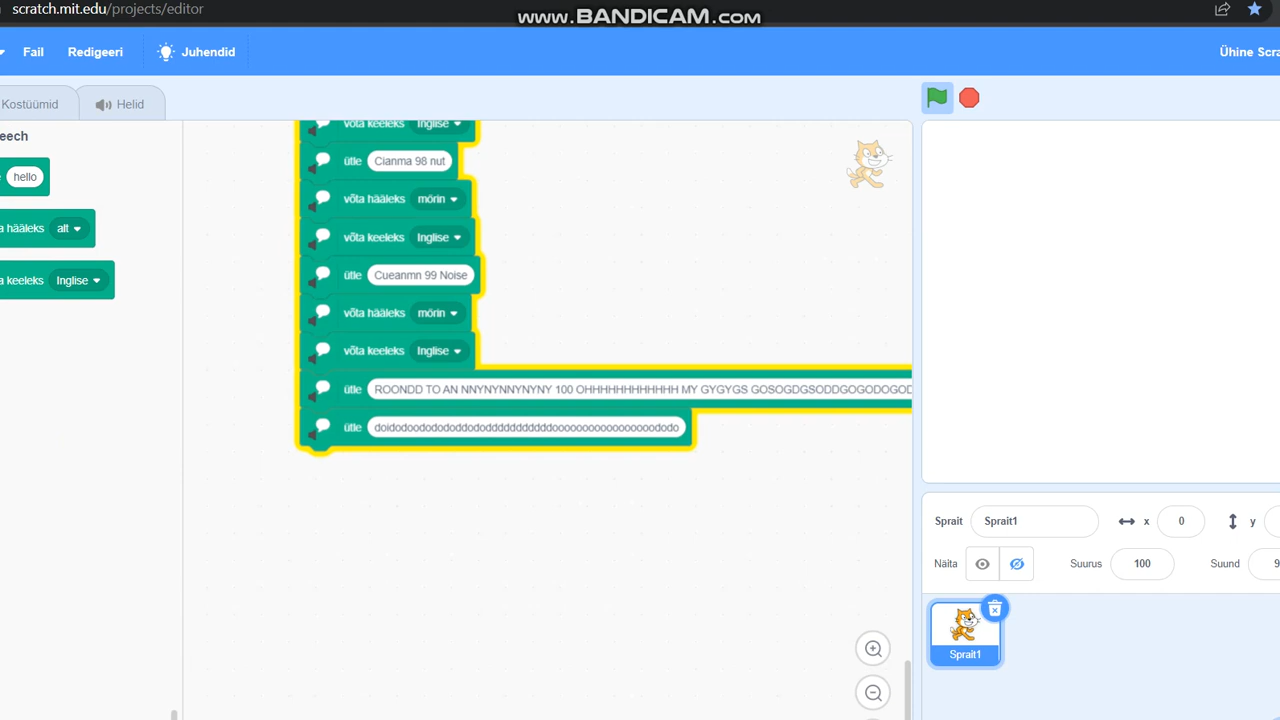 scratch.mit.edu/projects/editor
www.BANDICAM.com
Fail Redigeeri Juhendid Ühine Scra
Kostüümid Helid
eech
hello
a hääleks alt
a keeleks Inglise
võta keeleks Inglise
ütle Cianma 98 nut
võta hääleks mörin
võta keeleks Inglise
ütle Cueanmn 99 Noise
võta hääleks mörin
võta keeleks Inglise
ütle ROONDD TO AN NNYNYNNYNYNY 100 OHHHHHHHHHHHH MY GYGYGS GOSOGDGSODDGOGODOGOD
ütle
Sprait Sprait1 x 0 y
Näita Suurus 100 Suund 9
Sprait1